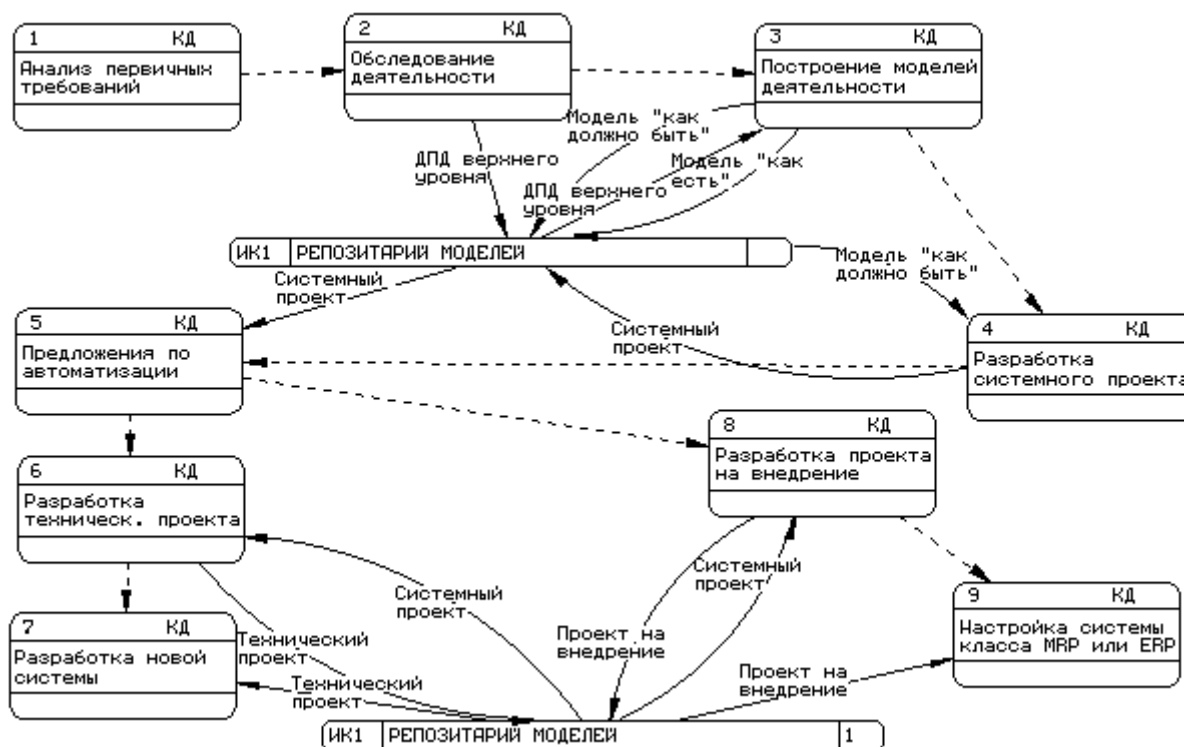 1 КД
Анализ первичных
требований
2 КД
Обследование
деятельности
3 КД
Построение моделей
деятельности
Модель "как
должно быть"
ДПД верхнего
уровня
Модель "как
есть"
ДПД верхнего
уровня
ИК1 РЕПОЗИТАРИЙ МОДЕЛЕЙ
Модель "как
должно быть"
Системный
проект
5 КД
Предложения по
автоматизации
Системный
проект
4 КД
Разработка
системного проекта
8 КД
Разработка проекта
на внедрение
6 КД
Разработка
техническ. проекта
Системный
проект
Системный
проект
9 КД
Настройка системы
класса MRP или ERP
7 КД
Разработка новой
системы
Технический
проект
Технический
проект
Проект на
внедрение
Проект на
внедрение
ИК1 РЕПОЗИТАРИЙ МОДЕЛЕЙ 1